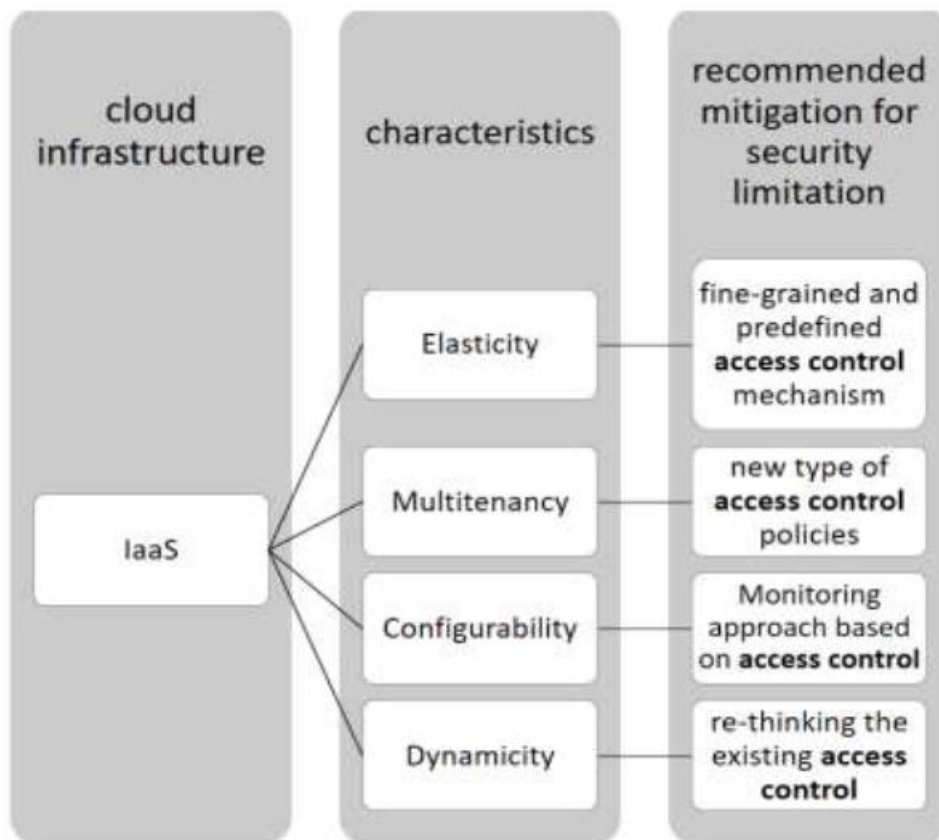 cloud
infrastructure
characteristics
recommended
mitigation for
security
limitation
IaaS
Elasticity
Multitenancy
Configurability
Dynamicity
fine-grained and
predefined
access control
mechanism
new type of
access control
policies
Monitoring
approach based
on access control
re-thinking the
existing access
control